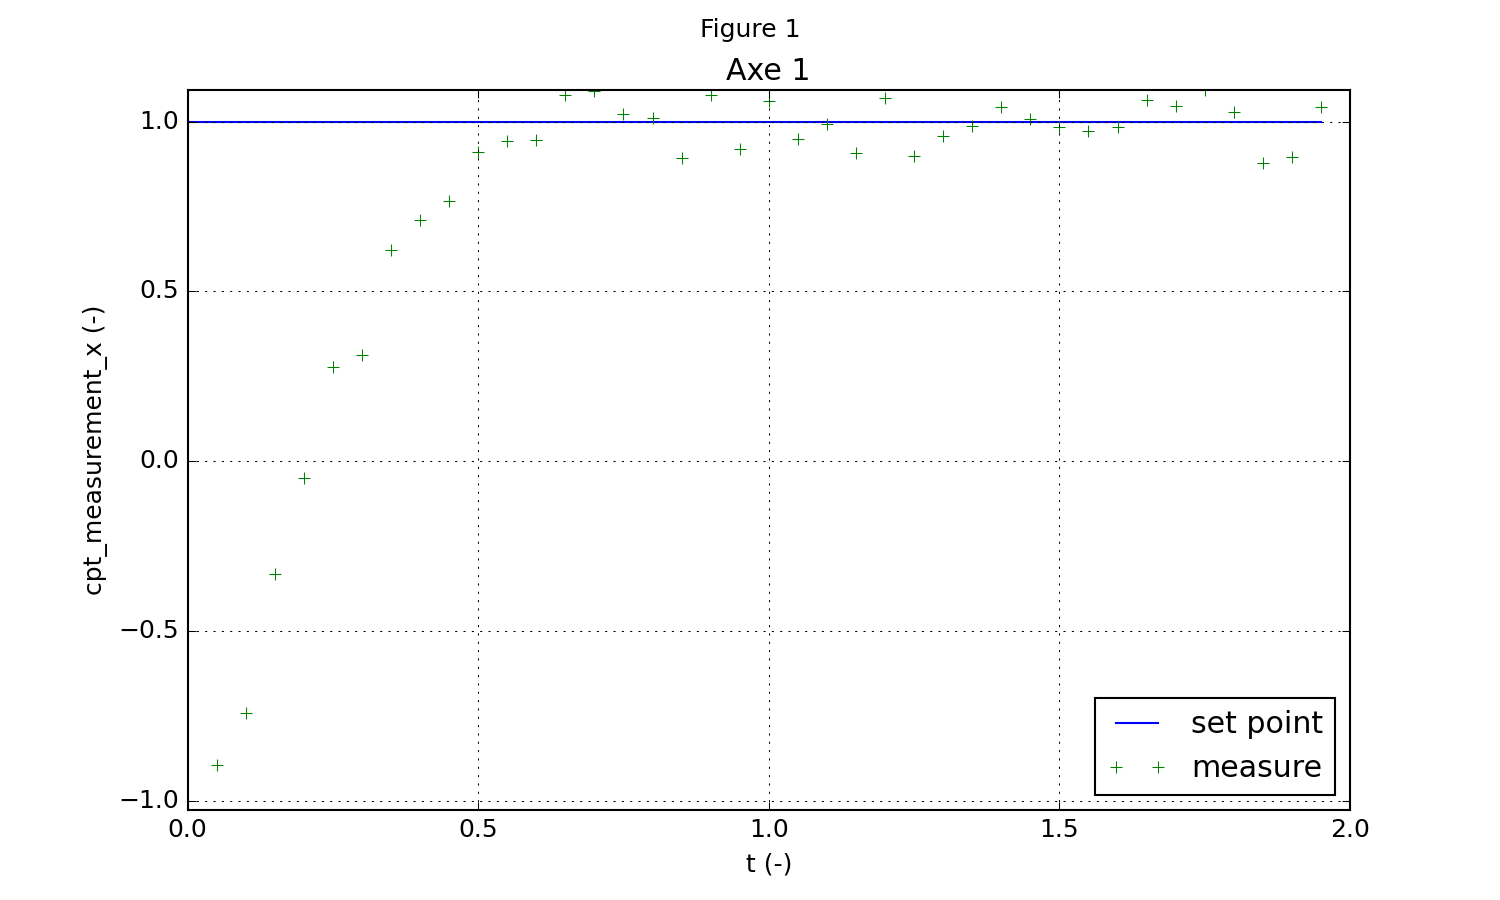 Figure 1
Axe 1
1.0
0.5
0.0
−0.5
−1.0
cpt_measurement_x (-)
0.0 0.5 1.0 1.5 2.0
t (-)
set point
measure